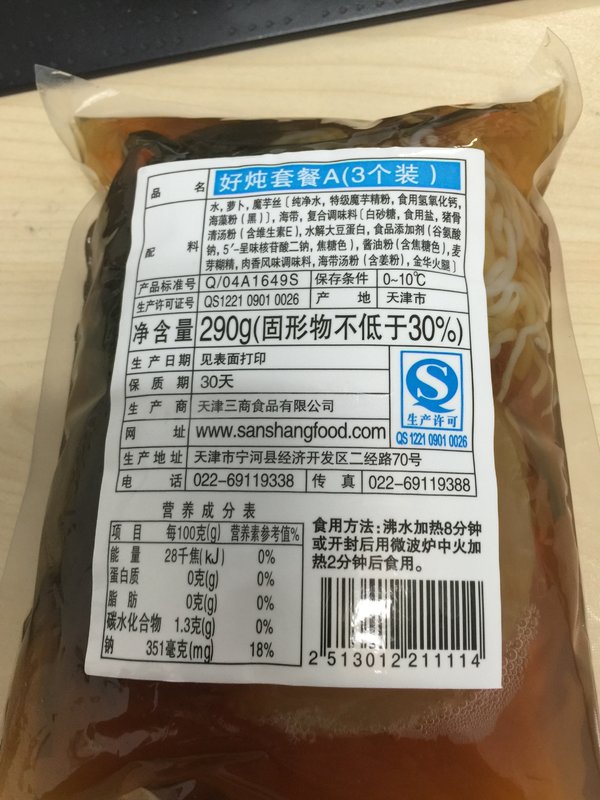 品 名 好炖套餐A(3个装)
配 料 水,萝卜,魔芋丝[纯净水,特级魔芋精粉,食用氢氧化钙,
海藻粉(黑)],海带,复合调味料[白砂糖,食用盐,猪骨
清汤粉(含维生素E),水解大豆蛋白,食品添加剂(谷氨酸
钠,5'-呈味核苷酸二钠,焦糖色),酱油粉(含焦糖色),麦
芽糊精,肉香风味调味料,海带汤粉(含姜粉),金华火腿]
产品标准号 Q/04A1649S 保存条件 0~10℃
生产许可证号 QS1221 0901 0026 产 地 天津市
净含量 290g(固形物不低于30%)
生产日期 见表面打印
保 质 期 30天
生 产 商 天津三商食品有限公司
网 址 www.sanshangfood.com
生产许可
QS 1221 0901 0026
生产地址 天津市宁河县经济开发区二经路70号
电 话 022-69119338 传 真 022-69119388
营养成分表
项 目 每100克(g) 营养素参考值%
能 量 28千焦(kJ) 0%
蛋白质 0克(g) 0%
脂 肪 0克(g) 0%
碳水化合物 1.3克(g) 0%
钠 351毫克(mg) 18%
食用方法:沸水加热8分钟
或开封后用微波炉中火加
热2分钟后食用。
2 513012 211114